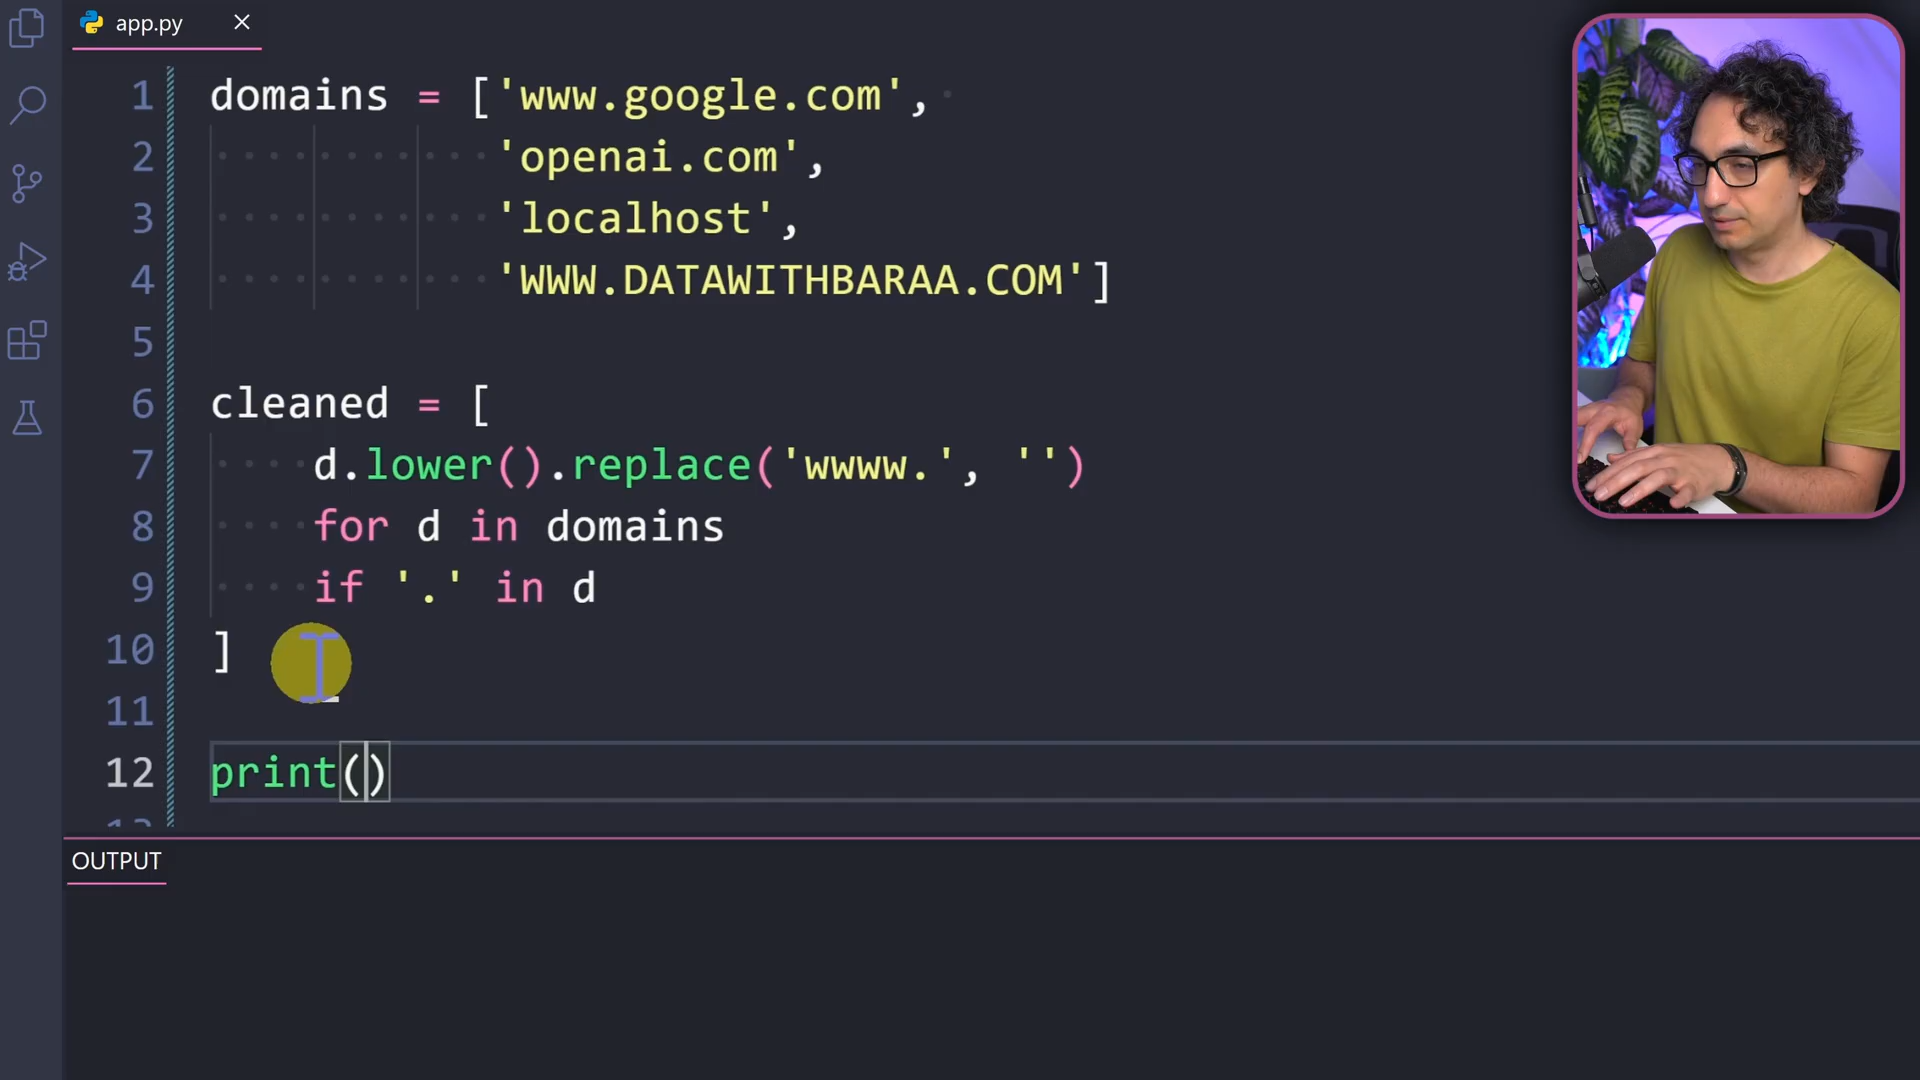 app.py
1 domains = ['www.google.com',
2 'openai.com',
3 'localhost',
4 'WWW.DATAWITHBARAA.COM']
5
6 cleaned = [
7 d.lower().replace('wwww.', '')
8 for d in domains
9 if '.' in d
10 ]
11
12 print()
OUTPUT